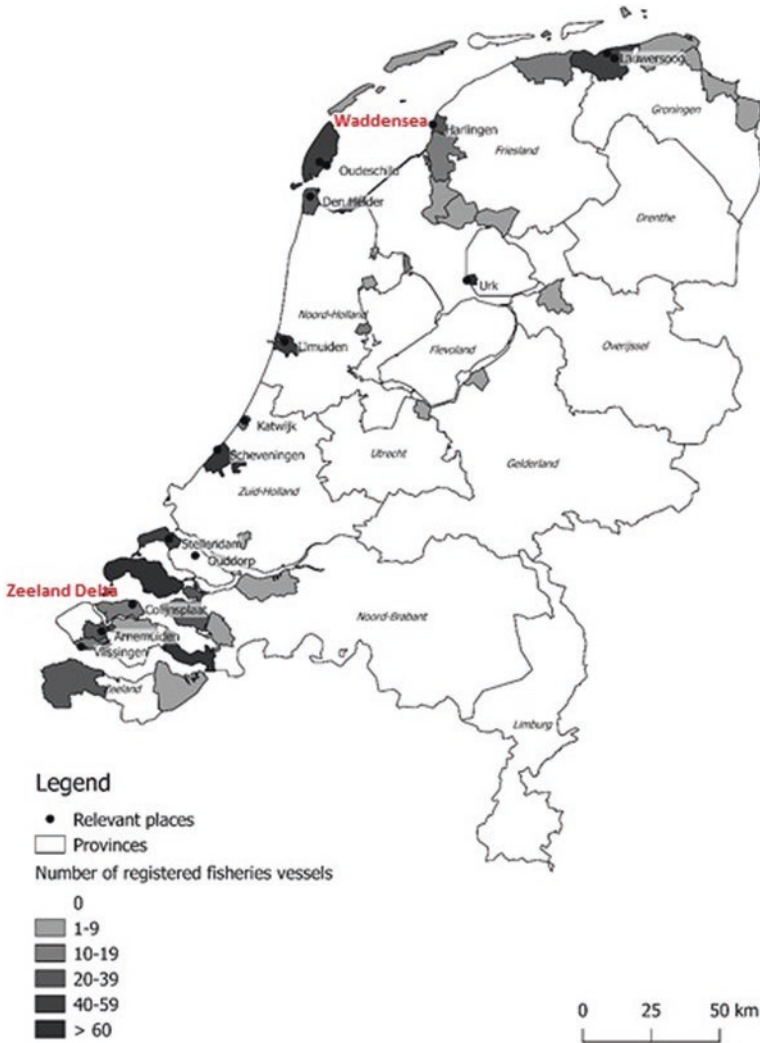 Lauwersoog
Groningen
Waddensea
Harlingen
Friesland
Oudeschild
Den Helder
Drenthe
Urk
Noord-Holland
IJmuiden
Flevoland
Overijssel
Katwijk
Scheveningen
Utrecht
Gelderland
Zuid-Holland
Stellendam
Ouddorp
Zeeland Delta
Colijnsplaat
Noord-Brabant
Arnemuiden
Vlissingen
Zeeland
Limburg
Legend
Relevant places
Provinces
Number of registered fisheries vessels
0
1-9
10-19
20-39
40-59
> 60
0 25 50 km